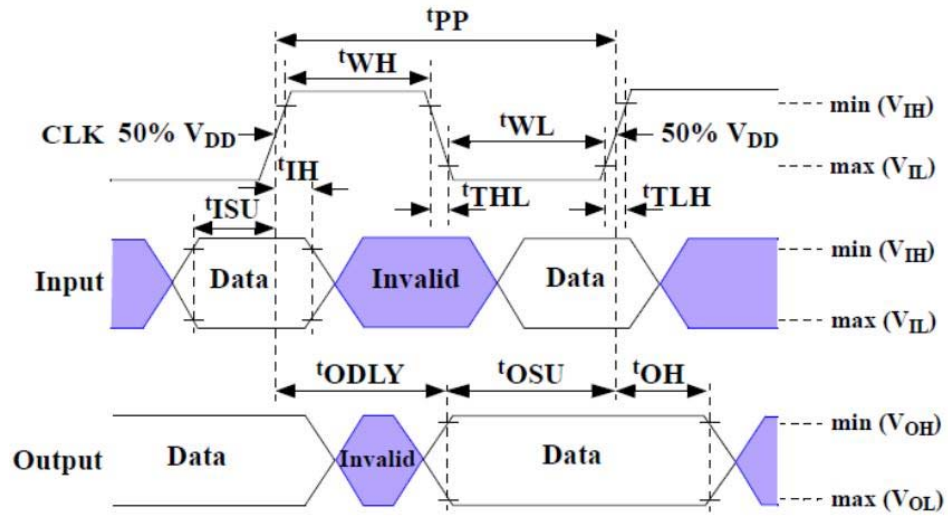 tPP
tWH
min (VIH)
CLK 50% VDD
tWL
50% VDD
tIH
max (VIL)
tTHL
tTLH
tISU
min (VIH)
Input
Data
Invalid
Data
max (VIL)
tODLY
tOSU
tOH
min (VOH)
Output
Data
Invalid
Data
max (VOL)